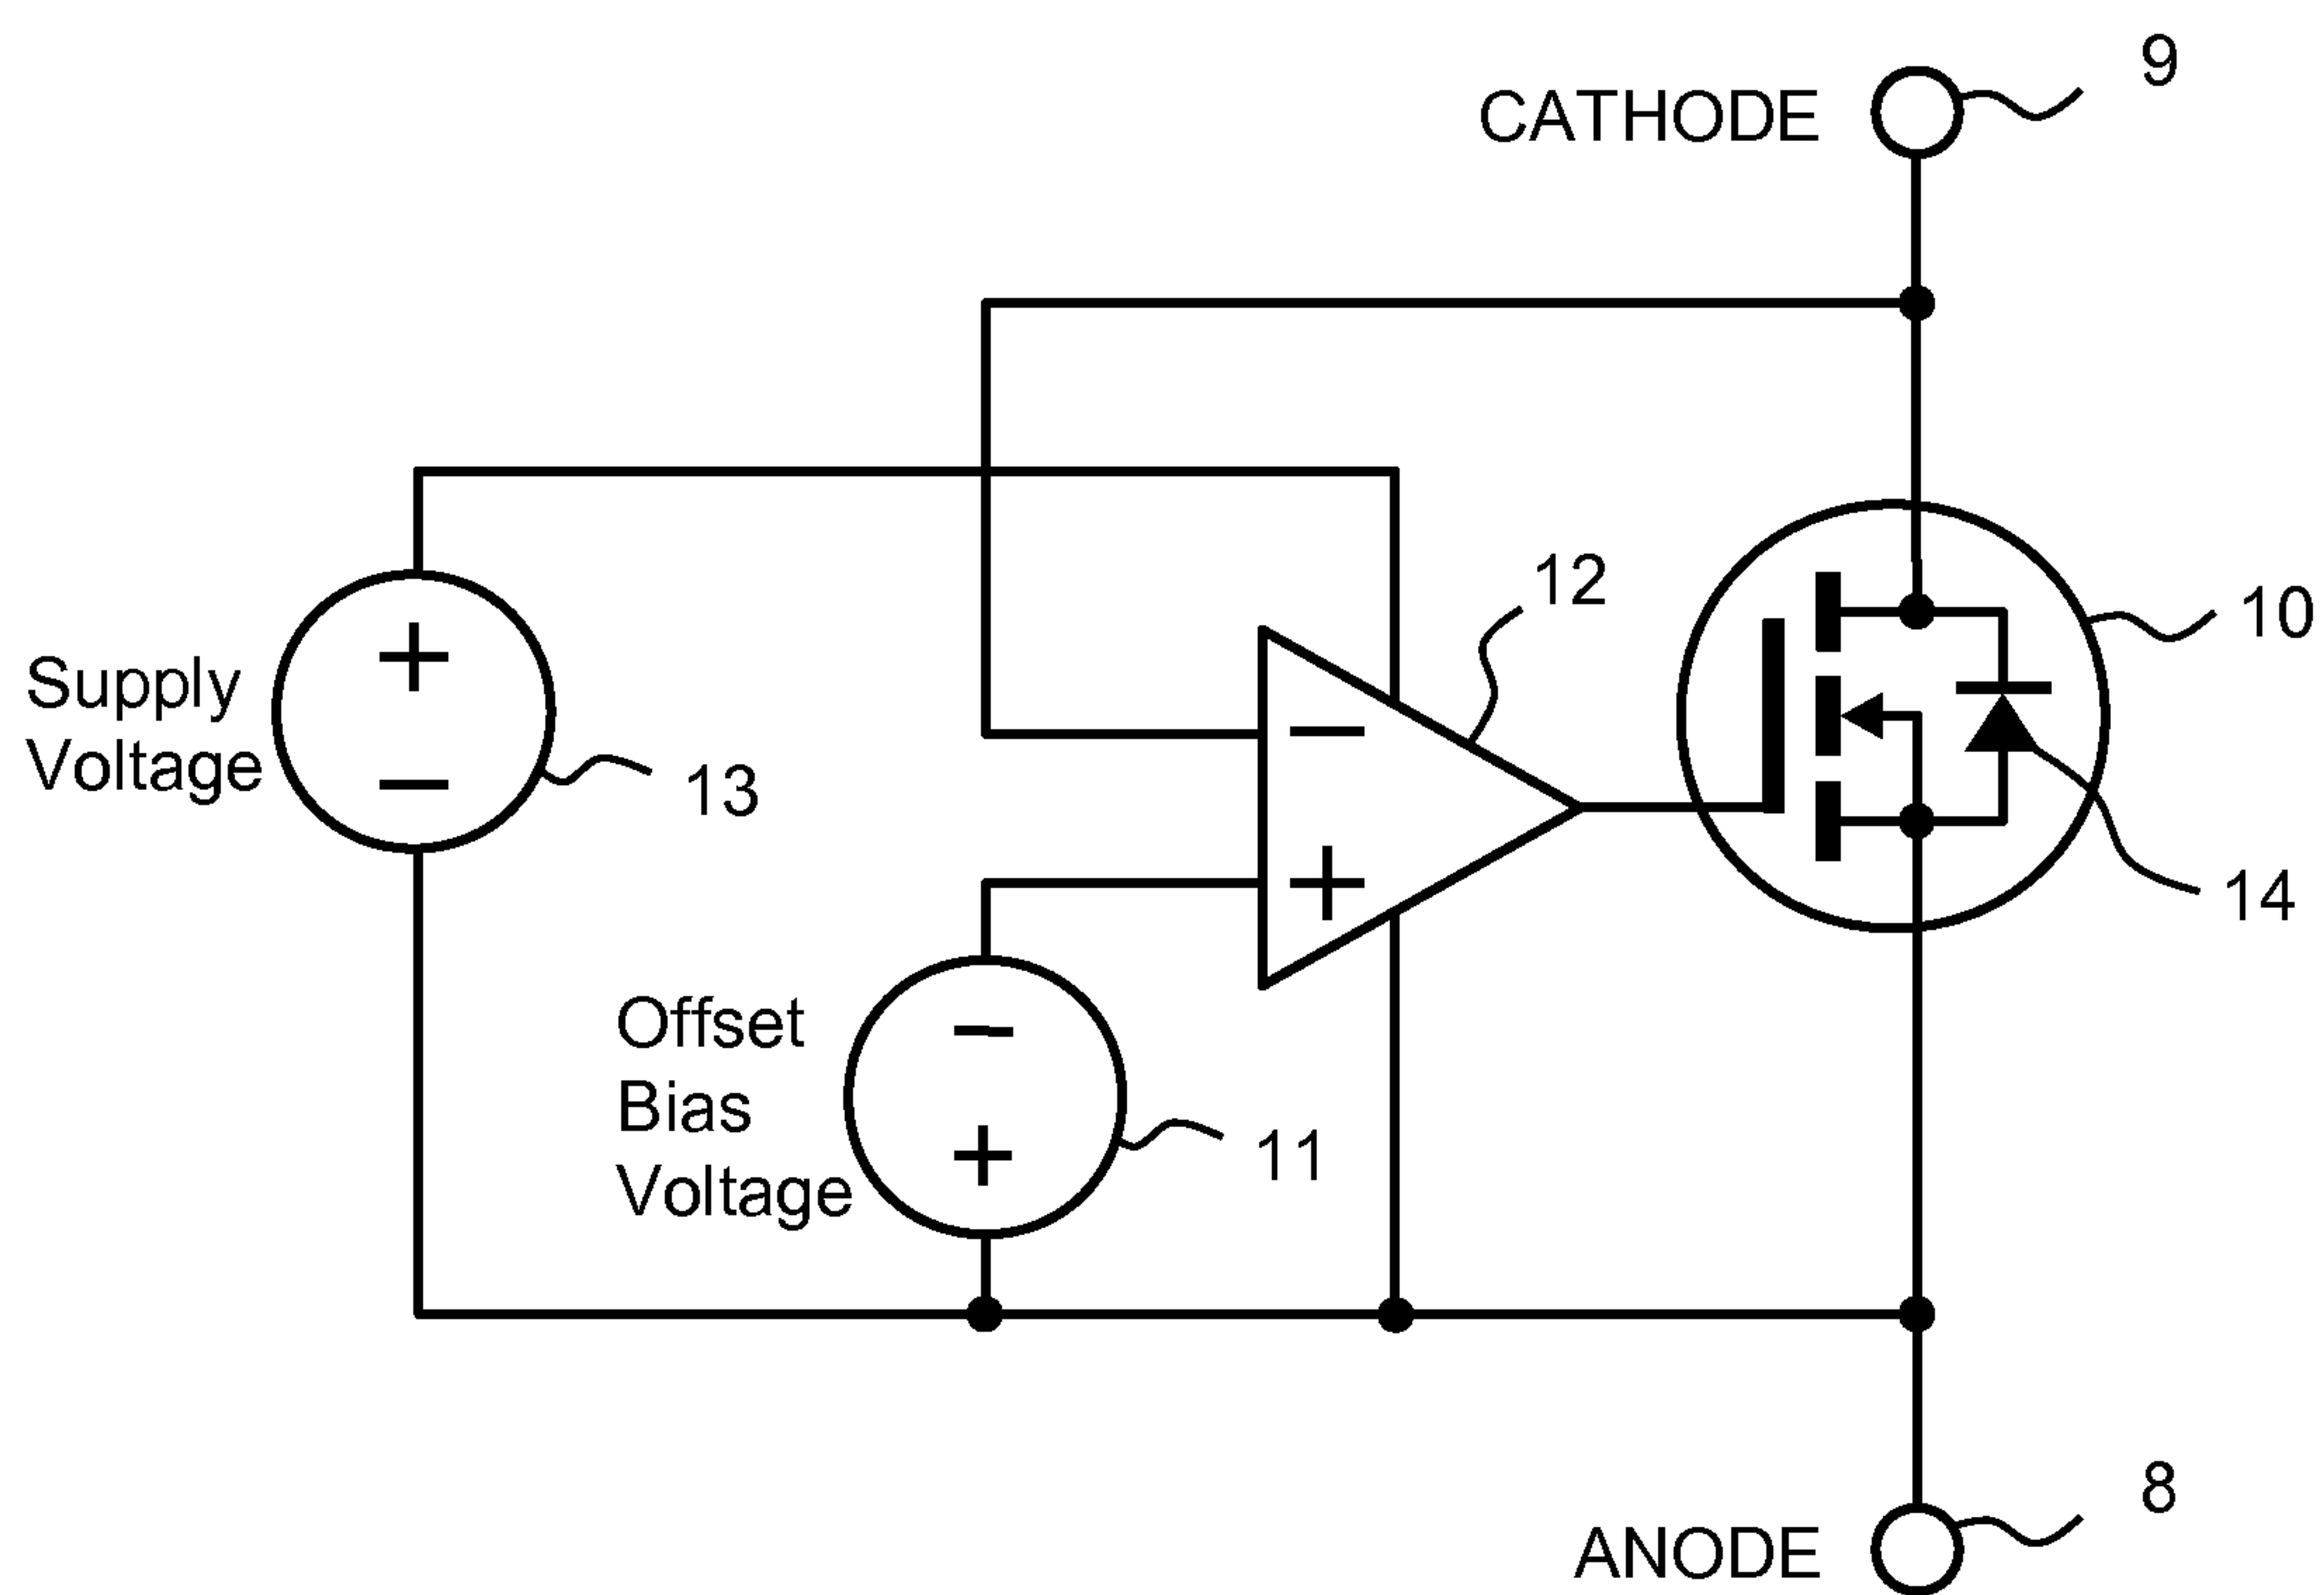 9
CATHODE
12
10
Supply
Voltage
13
14
Offset
Bias
Voltage
11
8
ANODE